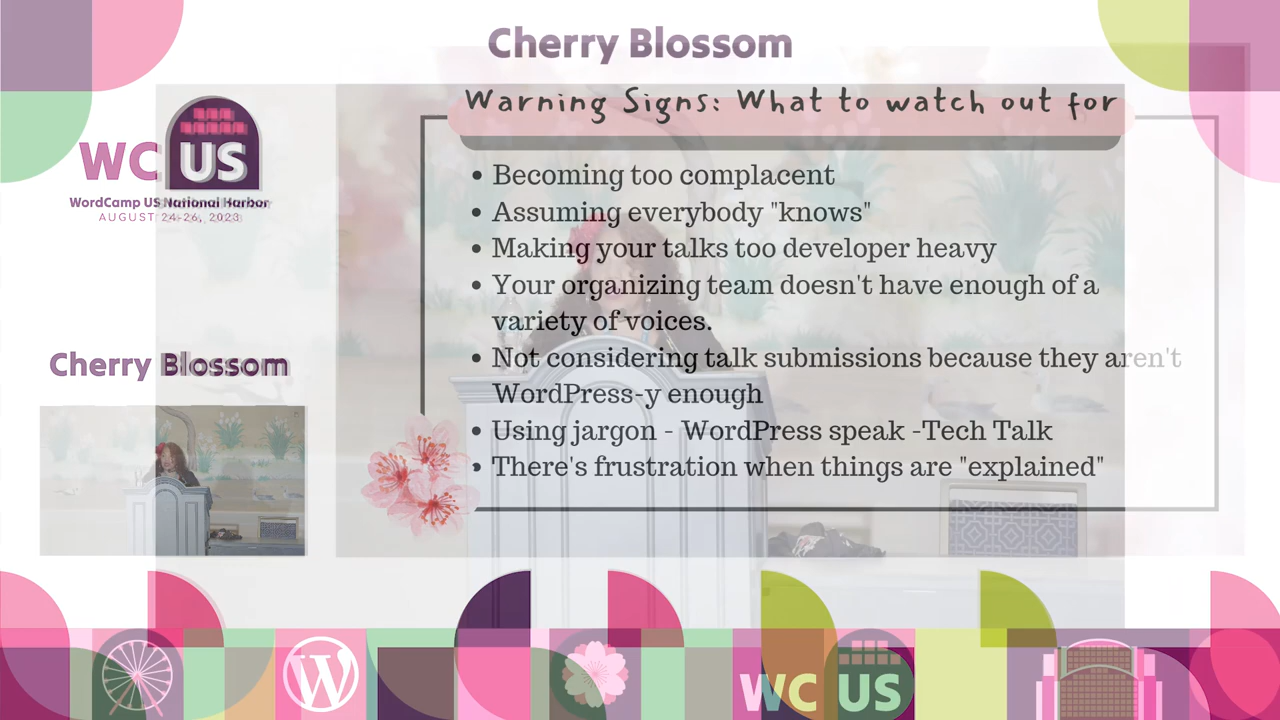 Cherry Blossom
Warning Signs: What to watch out for
WC US
WordCamp US National Harbor
AUGUST 24-26, 2023
• Becoming too complacent
• Assuming everybody "knows"
• Making your talks too developer heavy
• Your organizing team doesn't have enough of a
variety of voices.
• Not considering talk submissions because they aren't
WordPress-y enough
• Using jargon - WordPress speak -Tech Talk
• There's frustration when things are "explained"
Cherry Blossom
WC US